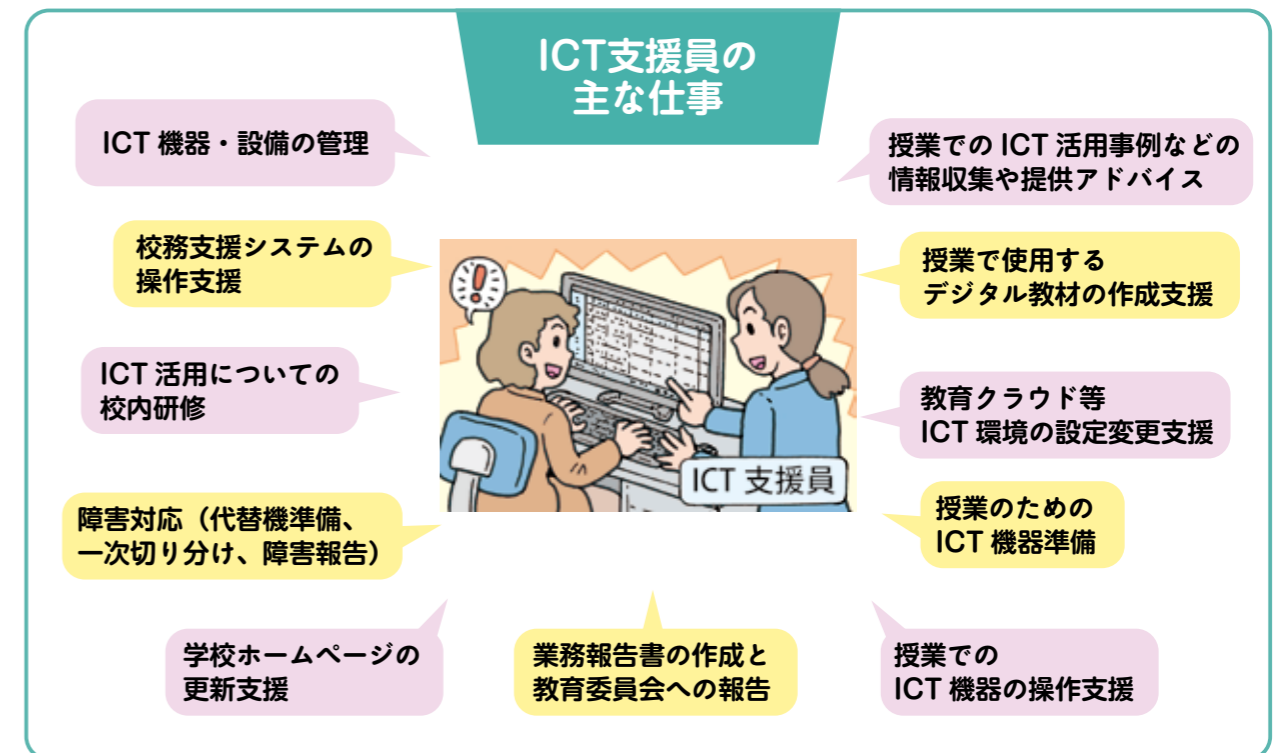 ICT支援員の
主な仕事
ICT 機器・設備の管理
校務支援システムの
操作支援
ICT 活用についての
校内研修
障害対応（代替機準備、
一次切り分け、障害報告）
学校ホームページの
更新支援
業務報告書の作成と
教育委員会への報告
授業での ICT 活用事例などの
情報収集や提供アドバイス
授業で使用する
デジタル教材の作成支援
教育クラウド等
ICT 環境の設定変更支援
授業のための
ICT 機器準備
授業での
ICT 機器の操作支援
!
ICT 支援員